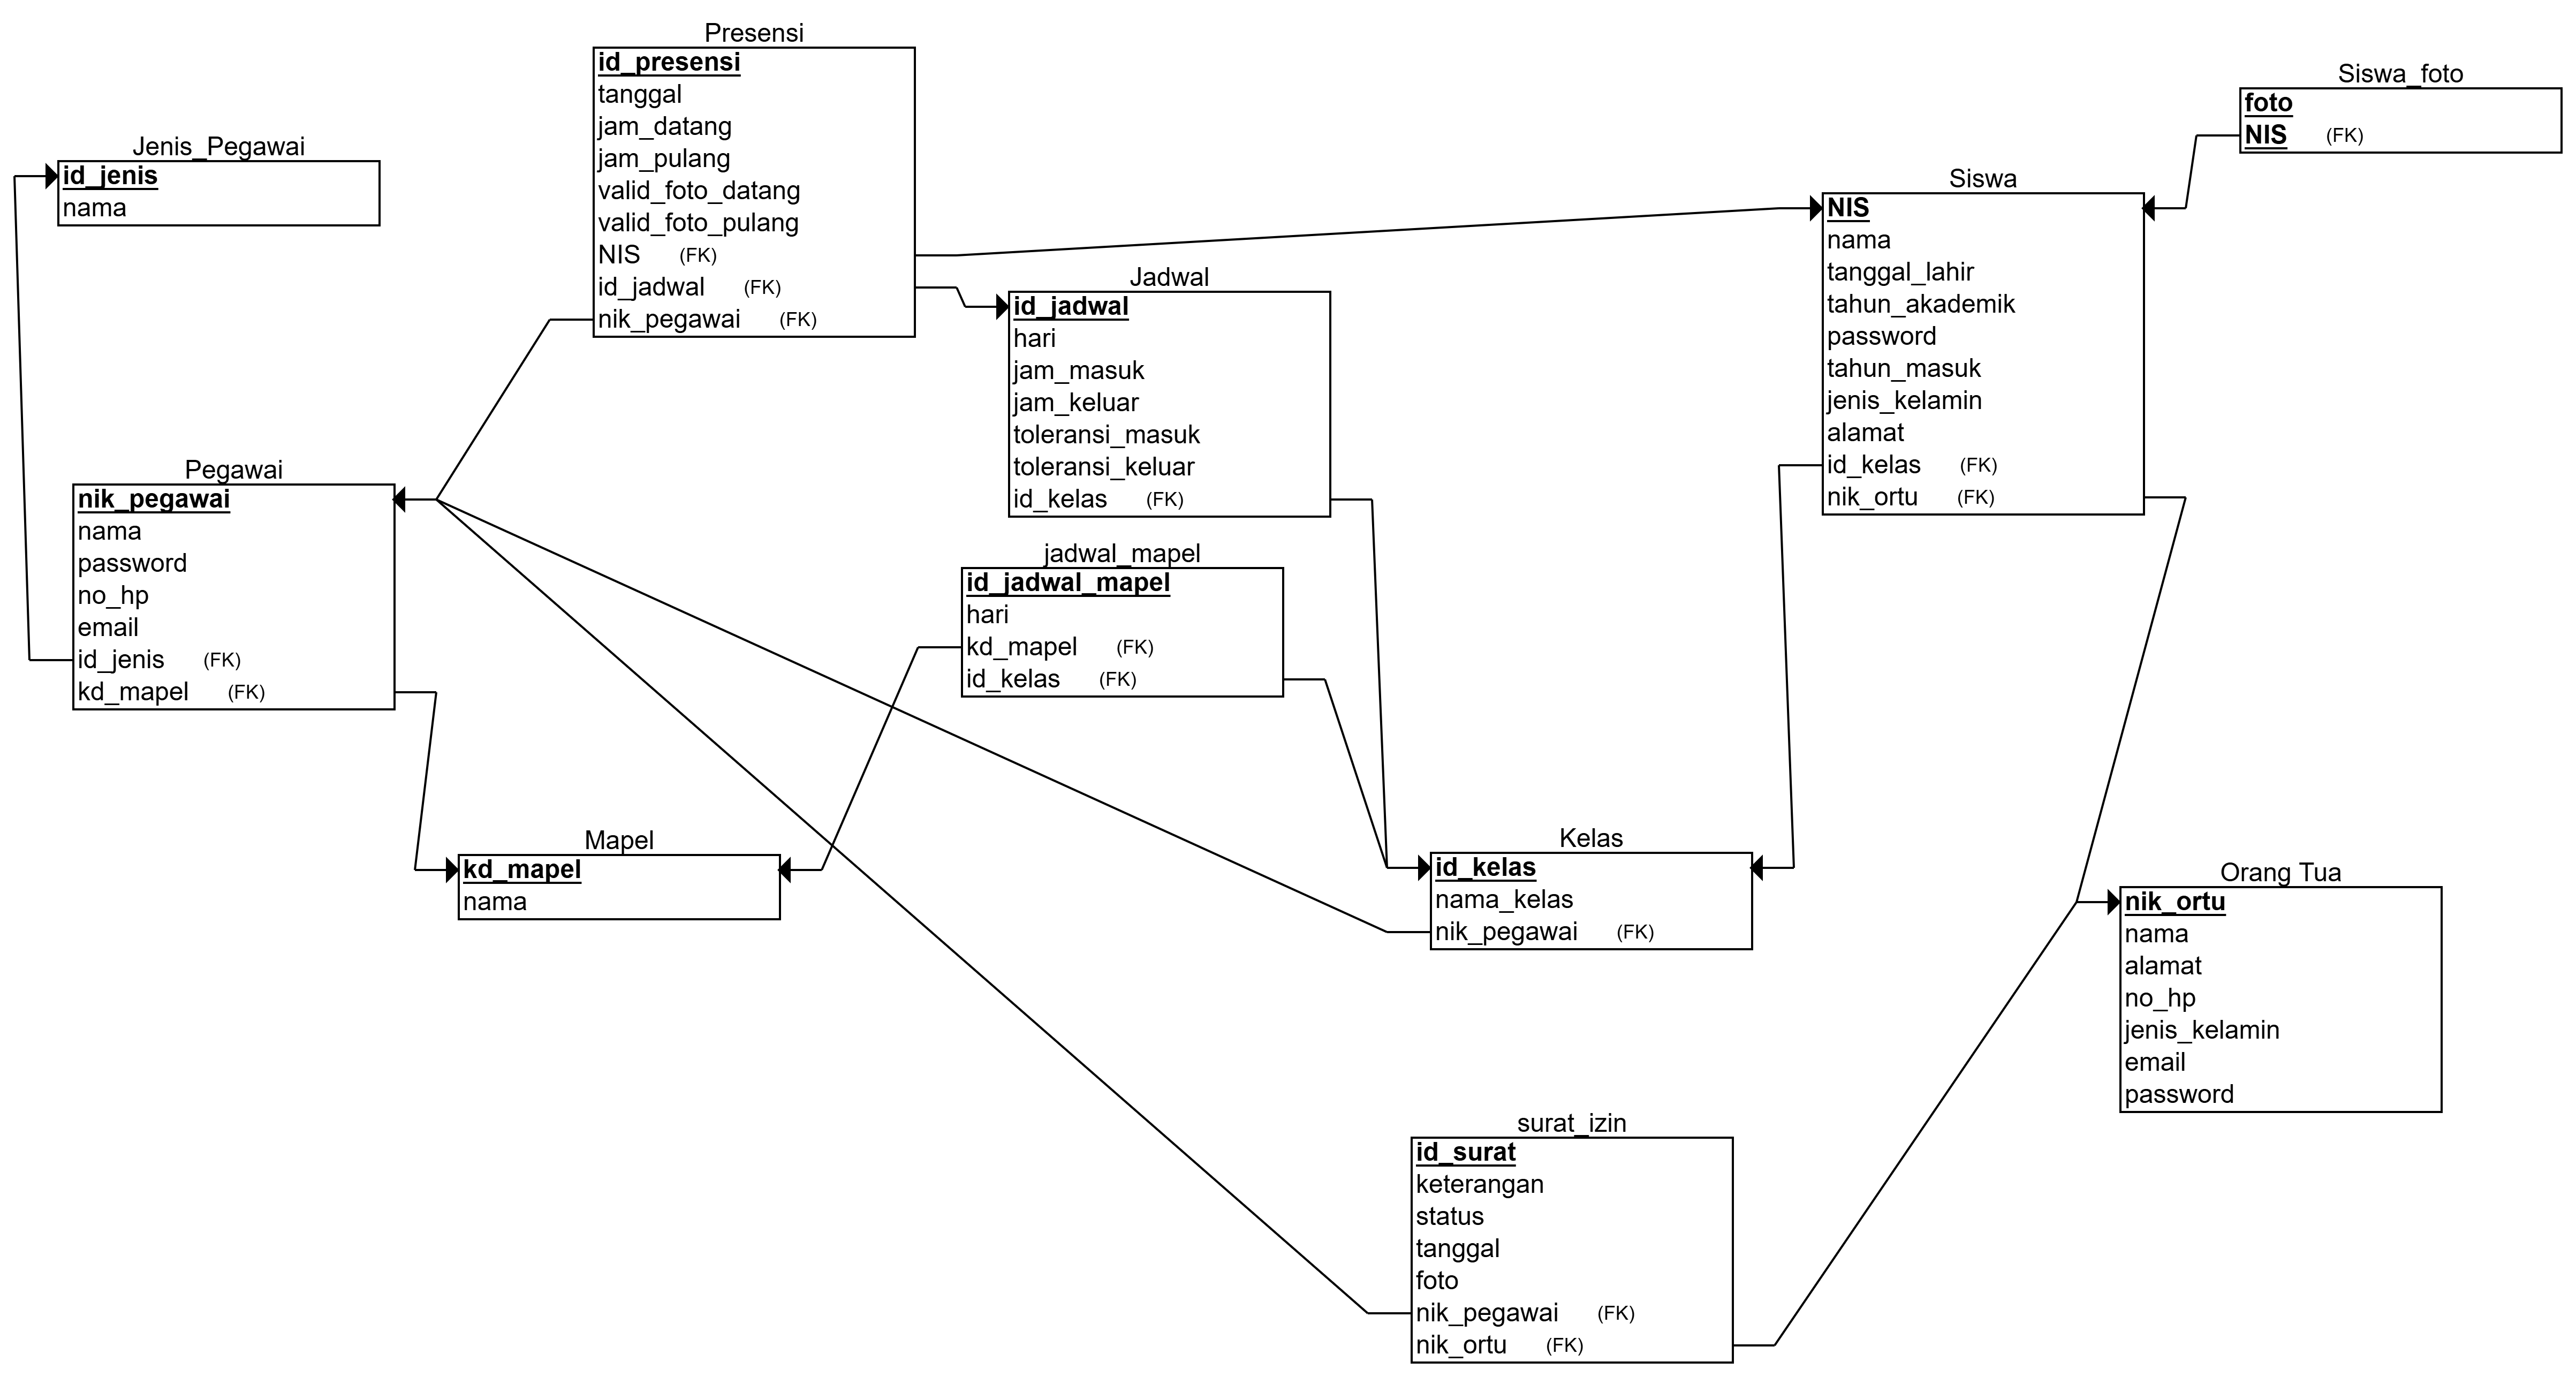 Presensi
id_presensi
tanggal
jam_datang
jam_pulang
valid_foto_datang
valid_foto_pulang
NIS (FK)
id_jadwal (FK)
nik_pegawai (FK)
Siswa_foto
foto
NIS (FK)
Jenis_Pegawai
id_jenis
nama
Siswa
NIS
nama
tanggal_lahir
tahun_akademik
password
tahun_masuk
jenis_kelamin
alamat
id_kelas (FK)
nik_ortu (FK)
Jadwal
id_jadwal
hari
jam_masuk
jam_keluar
toleransi_masuk
toleransi_keluar
id_kelas (FK)
Pegawai
nik_pegawai
nama
password
no_hp
email
id_jenis (FK)
kd_mapel (FK)
jadwal_mapel
id_jadwal_mapel
hari
kd_mapel (FK)
id_kelas (FK)
Mapel
kd_mapel
nama
Kelas
id_kelas
nama_kelas
nik_pegawai (FK)
Orang Tua
nik_ortu
nama
alamat
no_hp
jenis_kelamin
email
password
surat_izin
id_surat
keterangan
status
tanggal
foto
nik_pegawai (FK)
nik_ortu (FK)